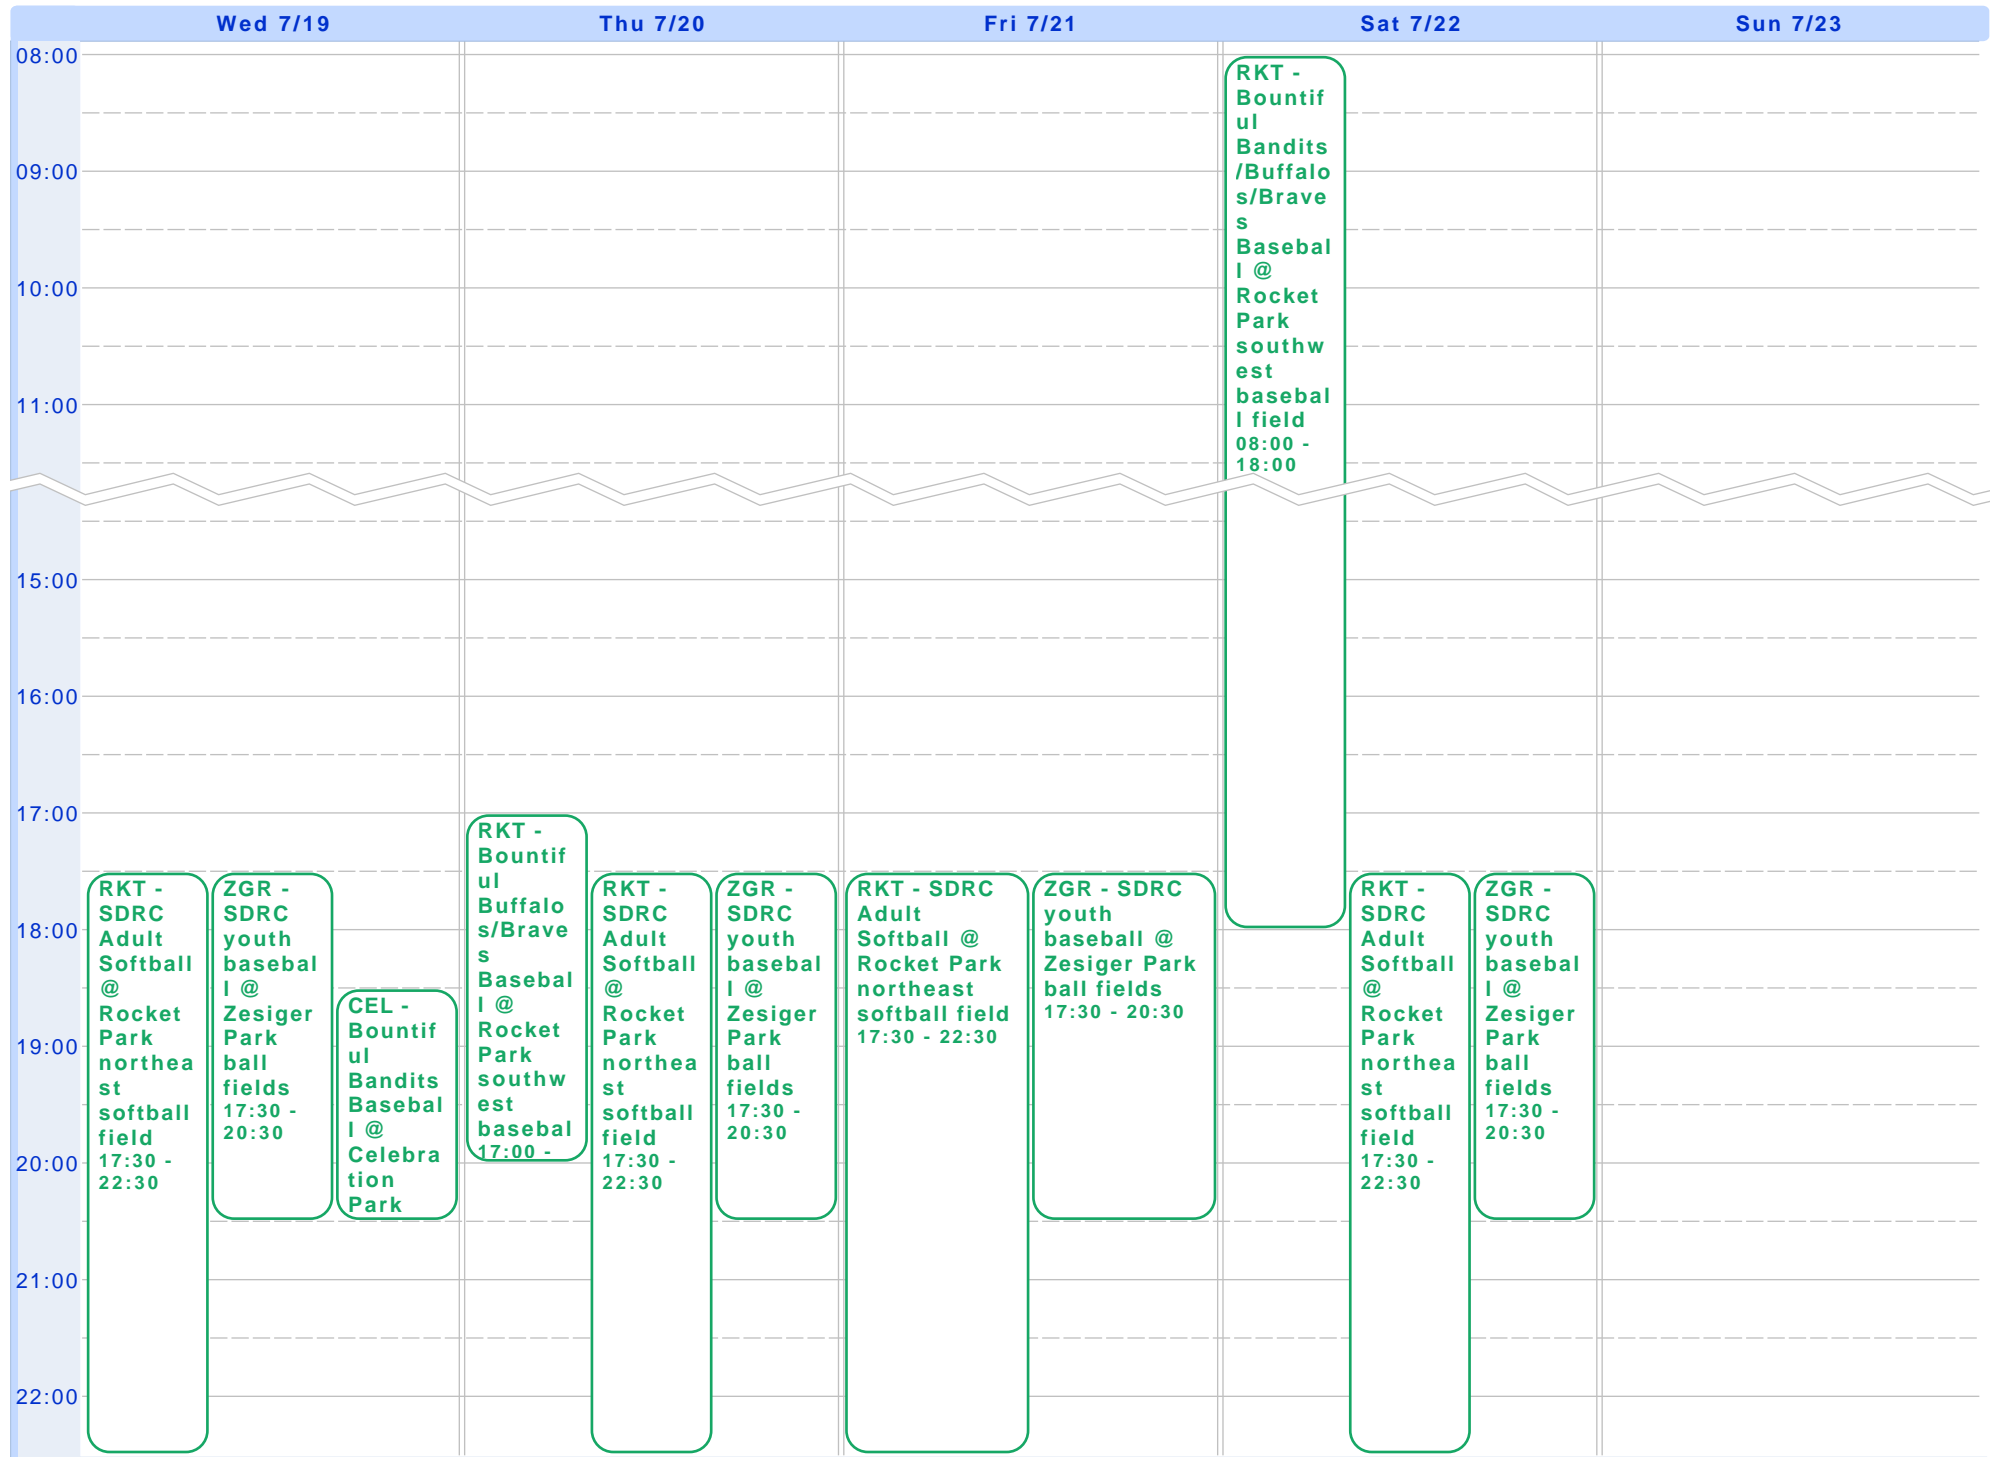 Wed 7/19
Thu 7/20
Fri 7/21
Sat 7/22
Sun 7/23
08:00
09:00
10:00
11:00
15:00
16:00
17:00
18:00
19:00
20:00
21:00
22:00
RKT -
SDRC
Adult
Softball
@
Rocket
Park
northea
st
softball
field
17:30 -
22:30
ZGR -
SDRC
youth
basebal
l @
Zesiger
Park
ball
fields
17:30 -
20:30
CEL -
Bountif
ul
Bandits
Basebal
l @
Celebra
tion
Park
RKT -
Bountif
ul
Buffalo
s/Brave
s
Basebal
l @
Rocket
Park
southw
est
basebal
17:00 -
RKT -
SDRC
Adult
Softball
@
Rocket
Park
northea
st
softball
field
17:30 -
22:30
ZGR -
SDRC
youth
basebal
l @
Zesiger
Park
ball
fields
17:30 -
20:30
RKT - SDRC
Adult
Softball @
Rocket Park
northeast
softball field
17:30 - 22:30
ZGR - SDRC
youth
baseball @
Zesiger Park
ball fields
17:30 - 20:30
RKT -
Bountif
ul
Bandits
/Buffalo
s/Brave
s
Basebal
l @
Rocket
Park
southw
est
basebal
l field
08:00 -
18:00
RKT -
SDRC
Adult
Softball
@
Rocket
Park
northea
st
softball
field
17:30 -
22:30
ZGR -
SDRC
youth
basebal
l @
Zesiger
Park
ball
fields
17:30 -
20:30